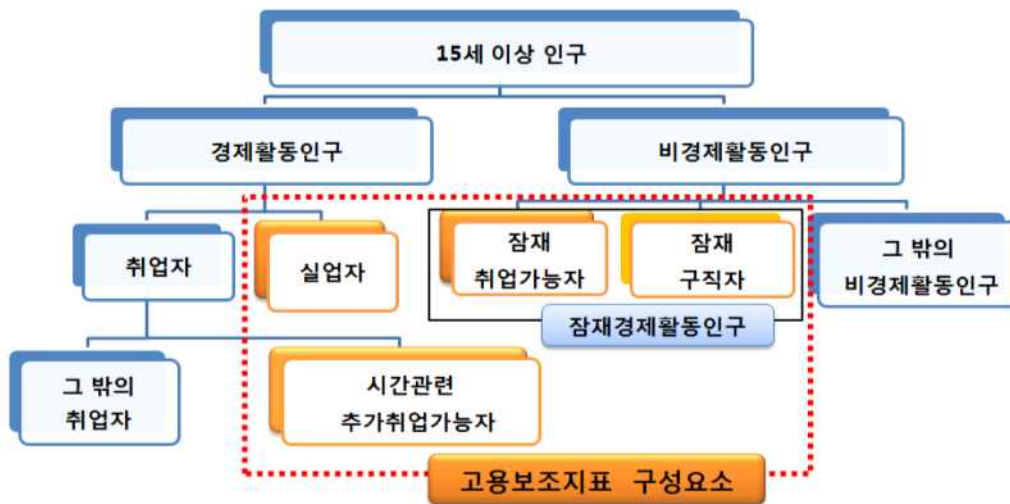 15세 이상 인구
경제활동인구
비경제활동인구
취업자
실업자
잠재
취업가능자
잠재
구직자
그 밖의
비경제활동인구
잠재경제활동인구
그 밖의
취업자
시간관련
추가취업가능자
고용보조지표 구성요소